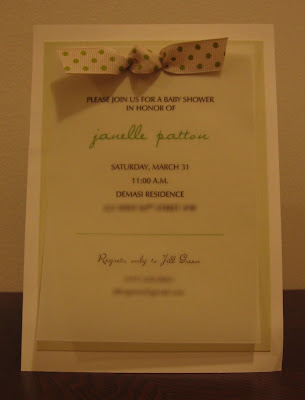 PLEASE JOIN US FOR A BABY SHOWER
IN HONOR OF
janelle patton
SATURDAY, MARCH 31
11:00 A.M.
DEMASI RESIDENCE
Regrets only to Jill Green